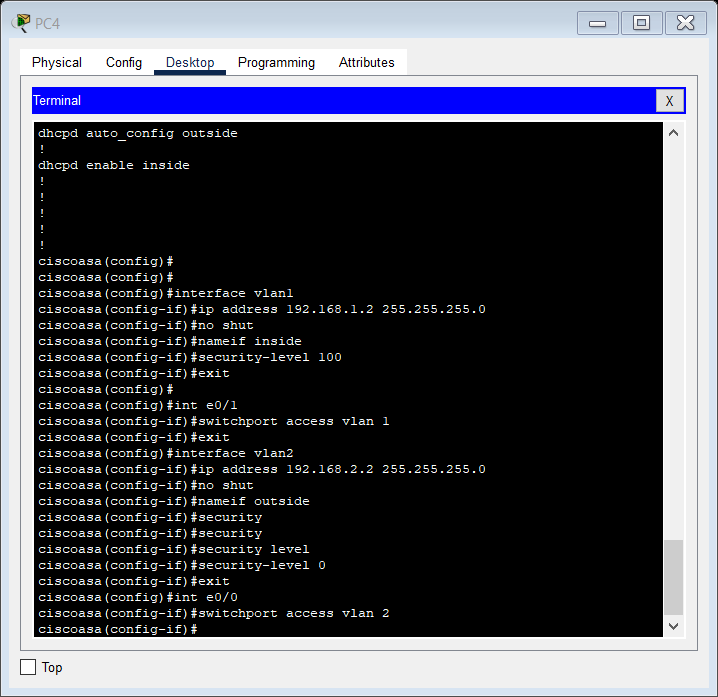 PC4
Physical Config Desktop Programming Attributes
Terminal X
dhcpd auto_config outside
!
dhcpd enable inside
!
!
!
!
!
ciscoasa(config)#
ciscoasa(config)#
ciscoasa(config)#interface vlan1
ciscoasa(config-if)#ip address 192.168.1.2 255.255.255.0
ciscoasa(config-if)#no shut
ciscoasa(config-if)#nameif inside
ciscoasa(config-if)#security-level 100
ciscoasa(config-if)#exit
ciscoasa(config)#
ciscoasa(config)#int e0/1
ciscoasa(config-if)#switchport access vlan 1
ciscoasa(config-if)#exit
ciscoasa(config)#interface vlan2
ciscoasa(config-if)#ip address 192.168.2.2 255.255.255.0
ciscoasa(config-if)#no shut
ciscoasa(config-if)#nameif outside
ciscoasa(config-if)#security
ciscoasa(config-if)#security
ciscoasa(config-if)#security level
ciscoasa(config-if)#security-level 0
ciscoasa(config-if)#exit
ciscoasa(config)#int e0/0
ciscoasa(config-if)#switchport access vlan 2
ciscoasa(config-if)#
Top